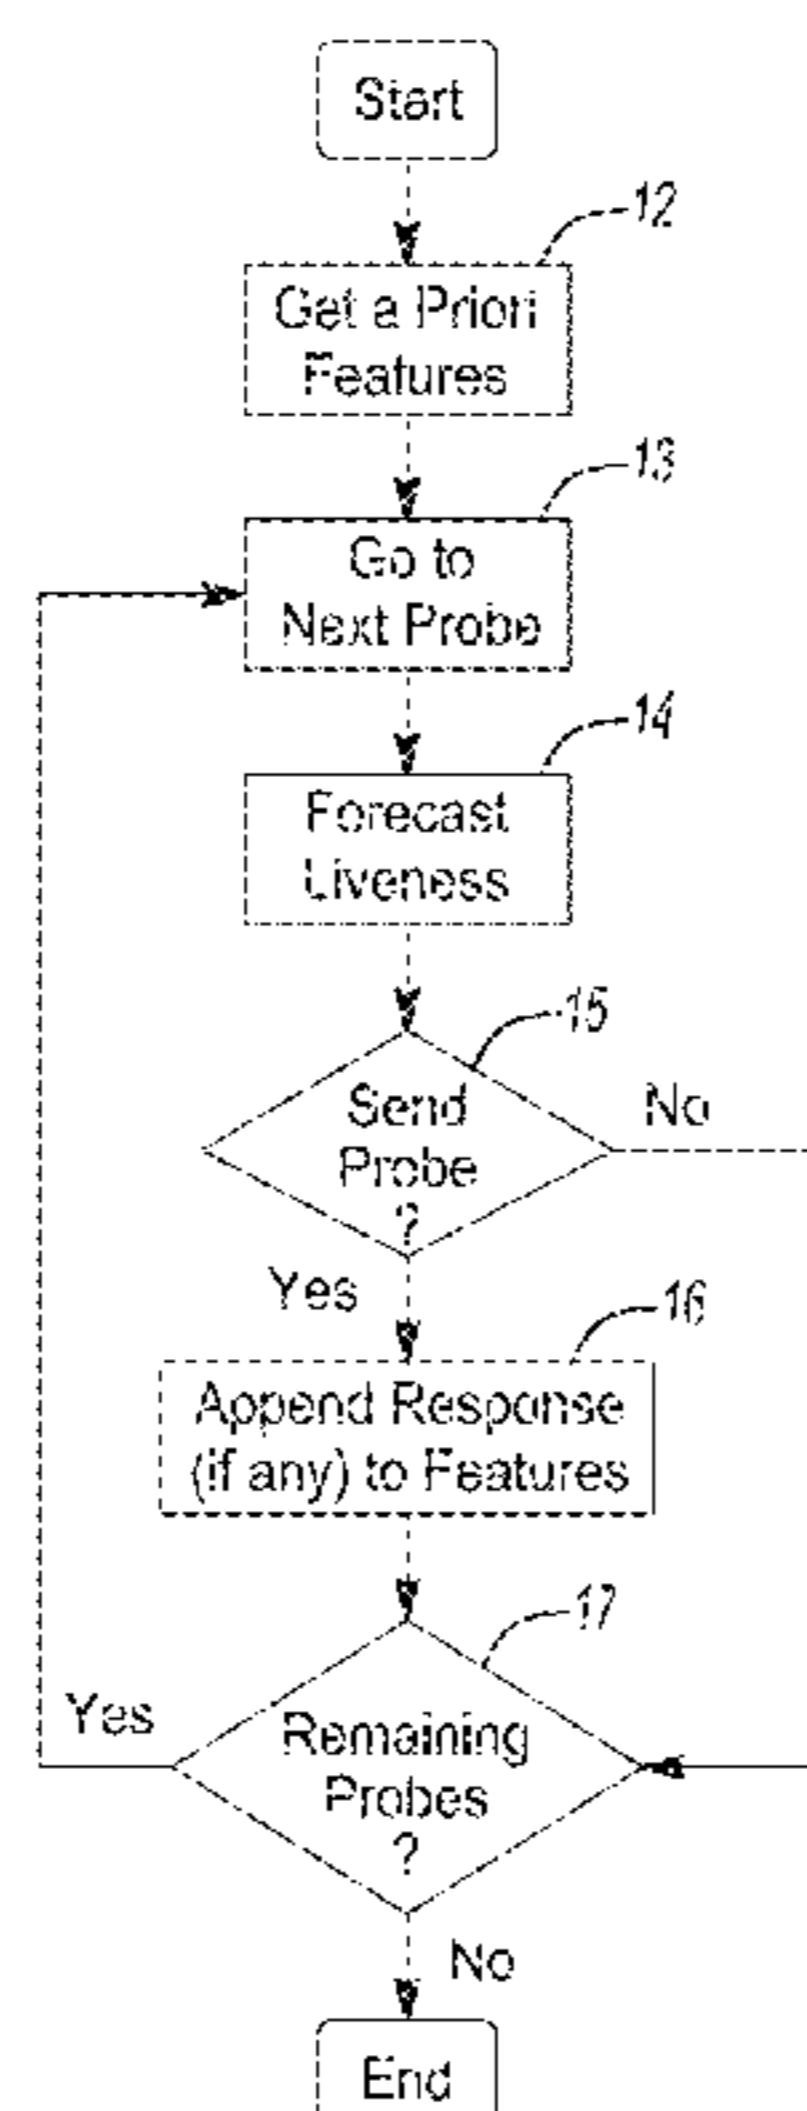 Start
12
Get a Priori
Features
13
Go to
Next Probe
14
Forecast
Liveness
15
Send
Probe
?
No
Yes
16
Append Response
(if any) to Features
17
Yes
Remaining
Probes
?
No
End